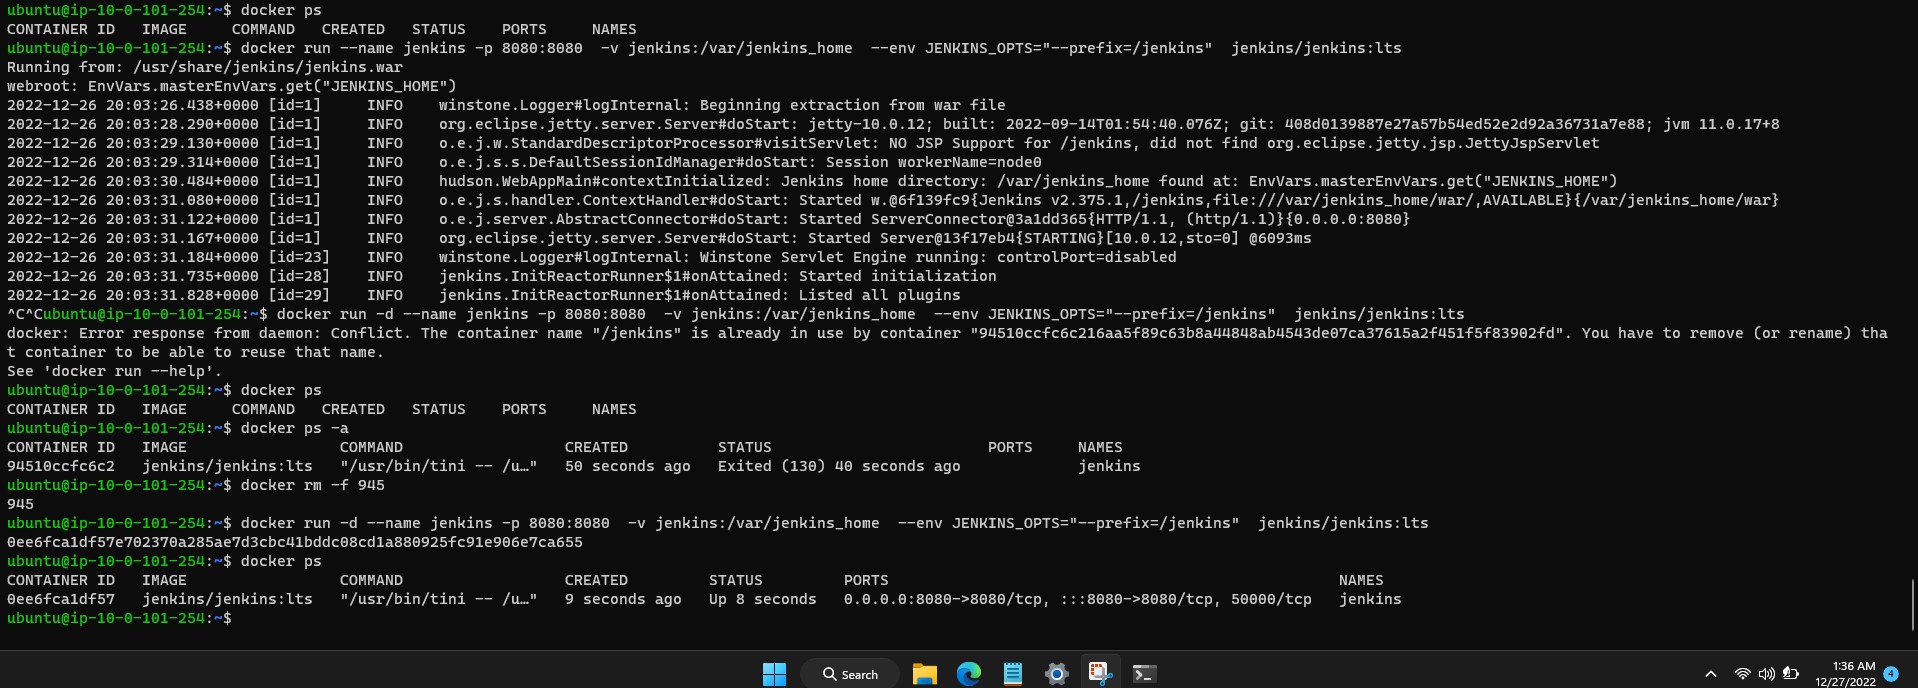 ubuntu@ip-10-0-101-254:~$ docker ps
CONTAINER ID   IMAGE     COMMAND   CREATED   STATUS    PORTS     NAMES
ubuntu@ip-10-0-101-254:~$ docker run --name jenkins -p 8080:8080  -v jenkins:/var/jenkins_home  --env JENKINS_OPTS="--prefix=/jenkins"  jenkins/jenkins:lts
Running from: /usr/share/jenkins/jenkins.war
webroot: EnvVars.masterEnvVars.get("JENKINS_HOME")
2022-12-26 20:03:26.438+0000 [id=1]     INFO    winstone.Logger#logInternal: Beginning extraction from war file
2022-12-26 20:03:28.290+0000 [id=1]     INFO    org.eclipse.jetty.server.Server#doStart: jetty-10.0.12; built: 2022-09-14T01:54:40.076Z; git: 408d0139887e27a57b54ed52e2d92a36731a7e88; jvm 11.0.17+8
2022-12-26 20:03:29.130+0000 [id=1]     INFO    o.e.j.w.StandardDescriptorProcessor#visitServlet: NO JSP Support for /jenkins, did not find org.eclipse.jetty.jsp.JettyJspServlet
2022-12-26 20:03:29.314+0000 [id=1]     INFO    o.e.j.s.s.DefaultSessionIdManager#doStart: Session workerName=node0
2022-12-26 20:03:30.484+0000 [id=1]     INFO    hudson.WebAppMain#contextInitialized: Jenkins home directory: /var/jenkins_home found at: EnvVars.masterEnvVars.get("JENKINS_HOME")
2022-12-26 20:03:31.080+0000 [id=1]     INFO    o.e.j.s.handler.ContextHandler#doStart: Started w.@6f139fc9{Jenkins v2.375.1,/jenkins,file:///var/jenkins_home/war/,AVAILABLE}{/var/jenkins_home/war}
2022-12-26 20:03:31.122+0000 [id=1]     INFO    o.e.j.server.AbstractConnector#doStart: Started ServerConnector@3a1dd365{HTTP/1.1, (http/1.1)}{0.0.0.0:8080}
2022-12-26 20:03:31.167+0000 [id=1]     INFO    org.eclipse.jetty.server.Server#doStart: Started Server@13f17eb4{STARTING}[10.0.12,sto=0] @6093ms
2022-12-26 20:03:31.184+0000 [id=23]    INFO    winstone.Logger#logInternal: Winstone Servlet Engine running: controlPort=disabled
2022-12-26 20:03:31.735+0000 [id=28]    INFO    jenkins.InitReactorRunner$1#onAttained: Started initialization
2022-12-26 20:03:31.828+0000 [id=29]    INFO    jenkins.InitReactorRunner$1#onAttained: Listed all plugins
^C^Cubuntu@ip-10-0-101-254:~$ docker run -d --name jenkins -p 8080:8080  -v jenkins:/var/jenkins_home  --env JENKINS_OPTS="--prefix=/jenkins"  jenkins/jenkins:lts
docker: Error response from daemon: Conflict. The container name "/jenkins" is already in use by container "94510ccfc6c216aa5f89c63b8a44848ab4543de07ca37615a2f451f5f83902fd". You have to remove (or rename) tha
t container to be able to reuse that name.
See 'docker run --help'.
ubuntu@ip-10-0-101-254:~$ docker ps
CONTAINER ID   IMAGE     COMMAND   CREATED   STATUS    PORTS     NAMES
ubuntu@ip-10-0-101-254:~$ docker ps -a
CONTAINER ID   IMAGE                 COMMAND                  CREATED          STATUS                        PORTS     NAMES
94510ccfc6c2   jenkins/jenkins:lts   "/usr/bin/tini -- /u…"   50 seconds ago   Exited (130) 40 seconds ago             jenkins
ubuntu@ip-10-0-101-254:~$ docker rm -f 945
945
ubuntu@ip-10-0-101-254:~$ docker run -d --name jenkins -p 8080:8080  -v jenkins:/var/jenkins_home  --env JENKINS_OPTS="--prefix=/jenkins"  jenkins/jenkins:lts
0ee6fca1df57e702370a285ae7d3cbc41bddc08cd1a880925fc91e906e7ca655
ubuntu@ip-10-0-101-254:~$ docker ps
CONTAINER ID   IMAGE                 COMMAND                  CREATED         STATUS         PORTS                                                  NAMES
0ee6fca1df57   jenkins/jenkins:lts   "/usr/bin/tini -- /u…"   9 seconds ago   Up 8 seconds   0.0.0.0:8080->8080/tcp, :::8080->8080/tcp, 50000/tcp   jenkins
ubuntu@ip-10-0-101-254:~$
Search
1:36 AM
12/27/2022
4